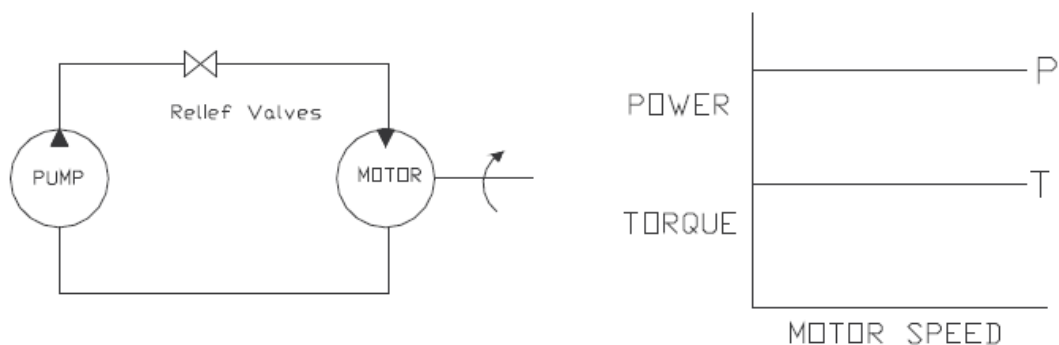 Relief Valves
PUMP
MOTOR
POWER
P
TORQUE
T
MOTOR SPEED